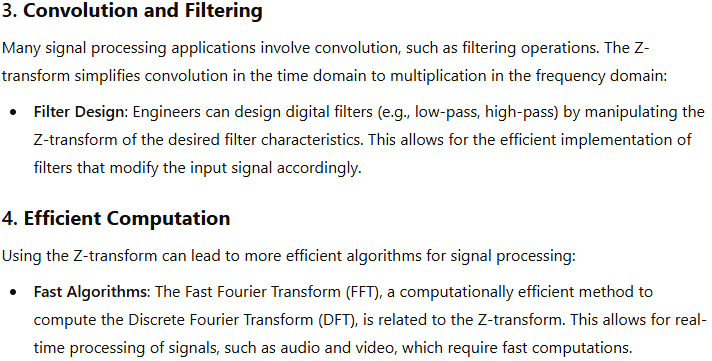 3. Convolution and Filtering
Many signal processing applications involve convolution, such as filtering operations. The Z-
transform simplifies convolution in the time domain to multiplication in the frequency domain:
• Filter Design: Engineers can design digital filters (e.g., low-pass, high-pass) by manipulating the
Z-transform of the desired filter characteristics. This allows for the efficient implementation of
filters that modify the input signal accordingly.
4. Efficient Computation
Using the Z-transform can lead to more efficient algorithms for signal processing:
• Fast Algorithms: The Fast Fourier Transform (FFT), a computationally efficient method to
compute the Discrete Fourier Transform (DFT), is related to the Z-transform. This allows for real-
time processing of signals, such as audio and video, which require fast computations.